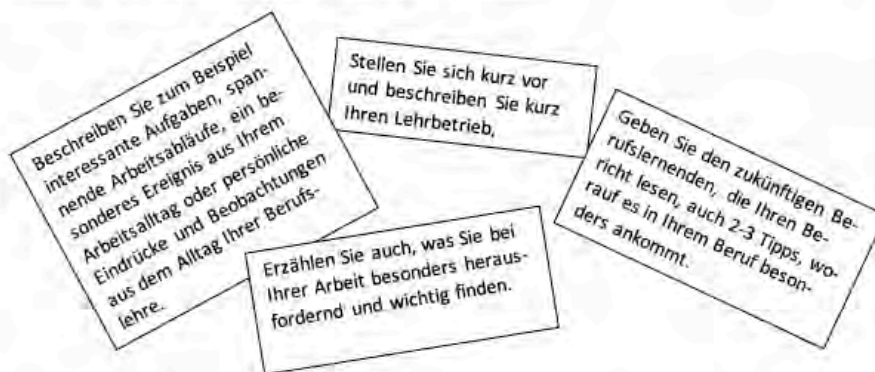 Beschreiben Sie zum Beispiel
interessante Aufgaben, span-
nende Arbeitsabläufe, ein be-
sonderes Ereignis aus Ihrem
Arbeitsalltag oder persönliche
Eindrücke und Beobachtungen
aus dem Alltag Ihrer Berufs-
lehre.
Stellen Sie sich kurz vor
und beschreiben Sie kurz
Ihren Lehrbetrieb,
Geben Sie den zukünftigen Be-
rufslernenden, die Ihren Be-
richt lesen, auch 2-3 Tipps, wo-
rauf es in Ihrem Beruf beson-
ders ankommt.
Erzählen Sie auch, was Sie bei
Ihrer Arbeit besonders heraus-
fordernd und wichtig finden.